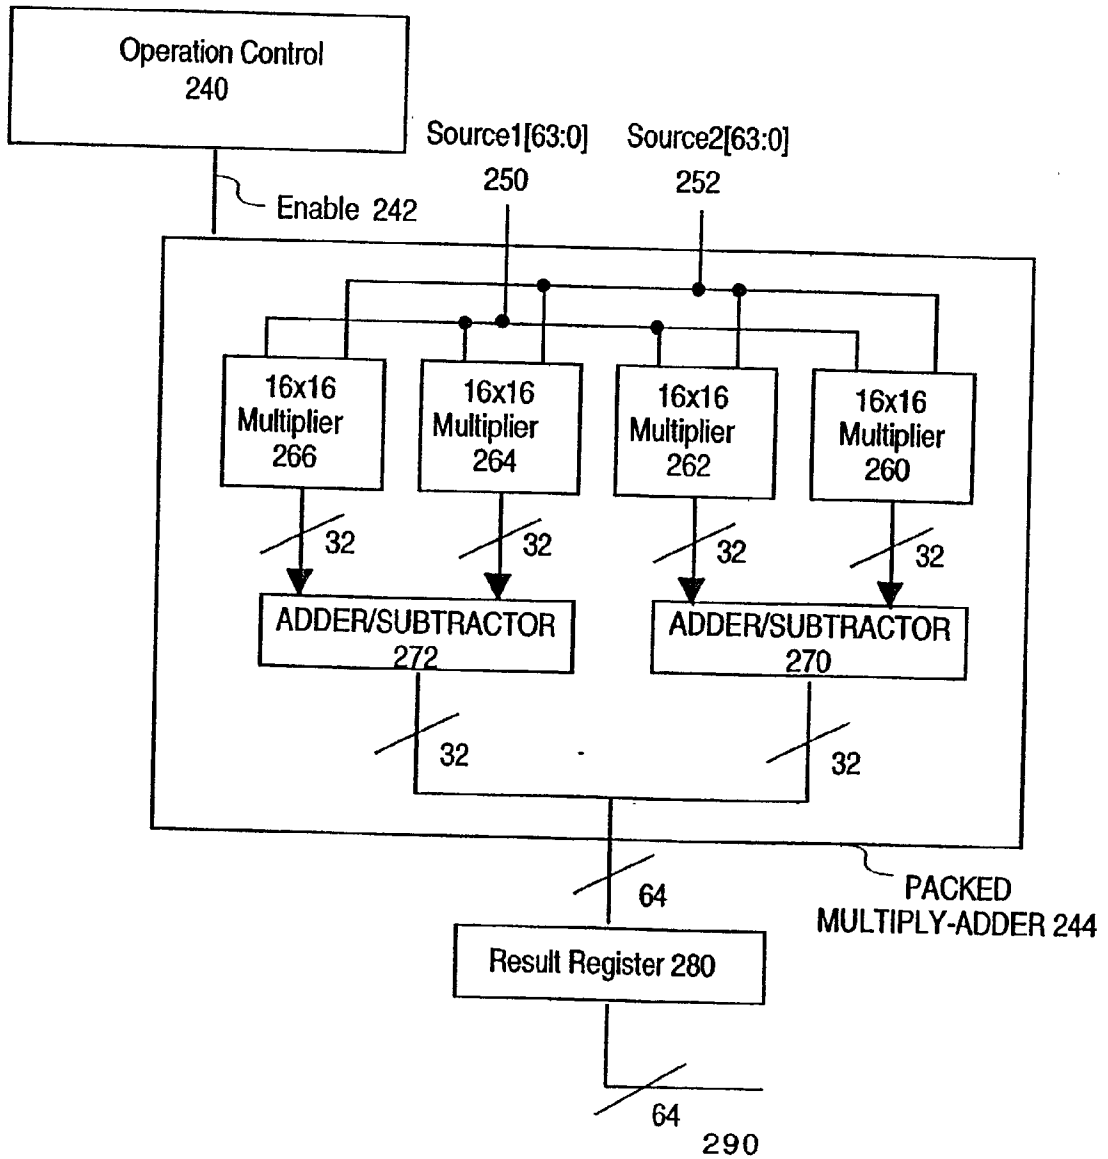 Operation Control
240
Source1[63:0]
250
Source2[63:0]
252
Enable 242
16x16
Multiplier
266
16x16
Multiplier
264
16x16
Multiplier
262
16x16
Multiplier
260
32
32
32
32
ADDER/SUBTRACTOR
272
ADDER/SUBTRACTOR
270
32
32
64
PACKED
MULTIPLY-ADDER 244
Result Register 280
64
290